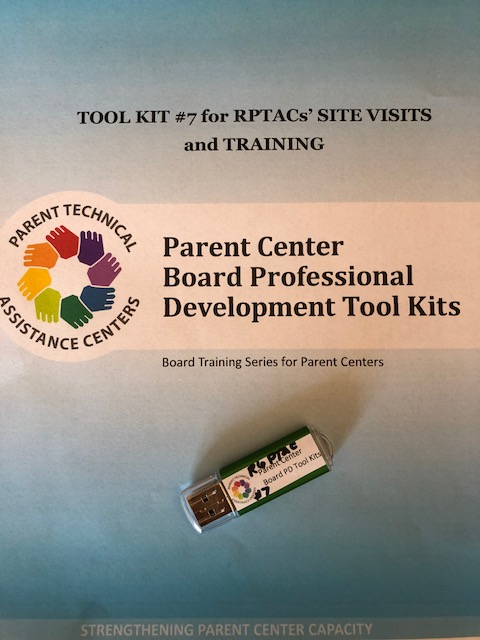 TOOL KIT #7 for RPTACs' SITE VISITS
and TRAINING
PARENT TECHNICAL
ASSISTANCE CENTERS
Parent Center
Board Professional
Development Tool Kits
Board Training Series for Parent Centers
R6 PTAC
Parent Center
Board PD Tool Kits
#7
STRENGTHENING PARENT CENTER CAPACITY